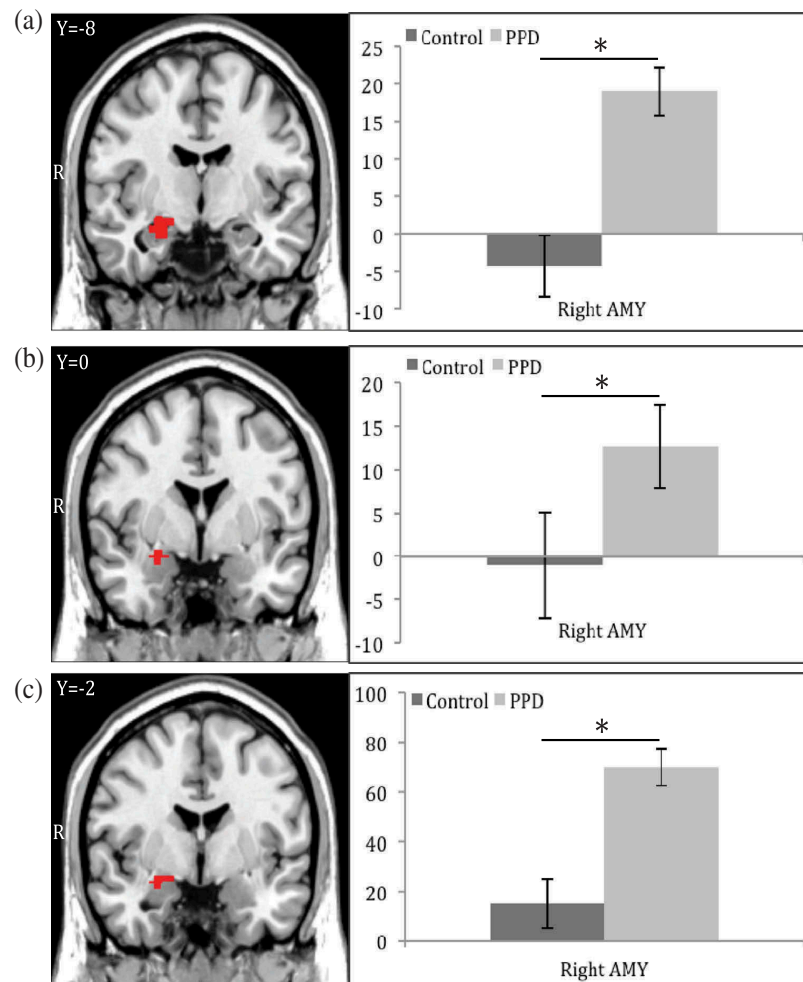 (a)
Y=-8
R
Control PPD
*
25
20
15
10
5
0
-5
-10
Right AMY
(b)
Y=0
R
Control PPD
*
20
15
10
5
0
-5
-10
Right AMY
(c)
Y=-2
R
Control PPD
*
100
80
60
40
20
0
Right AMY